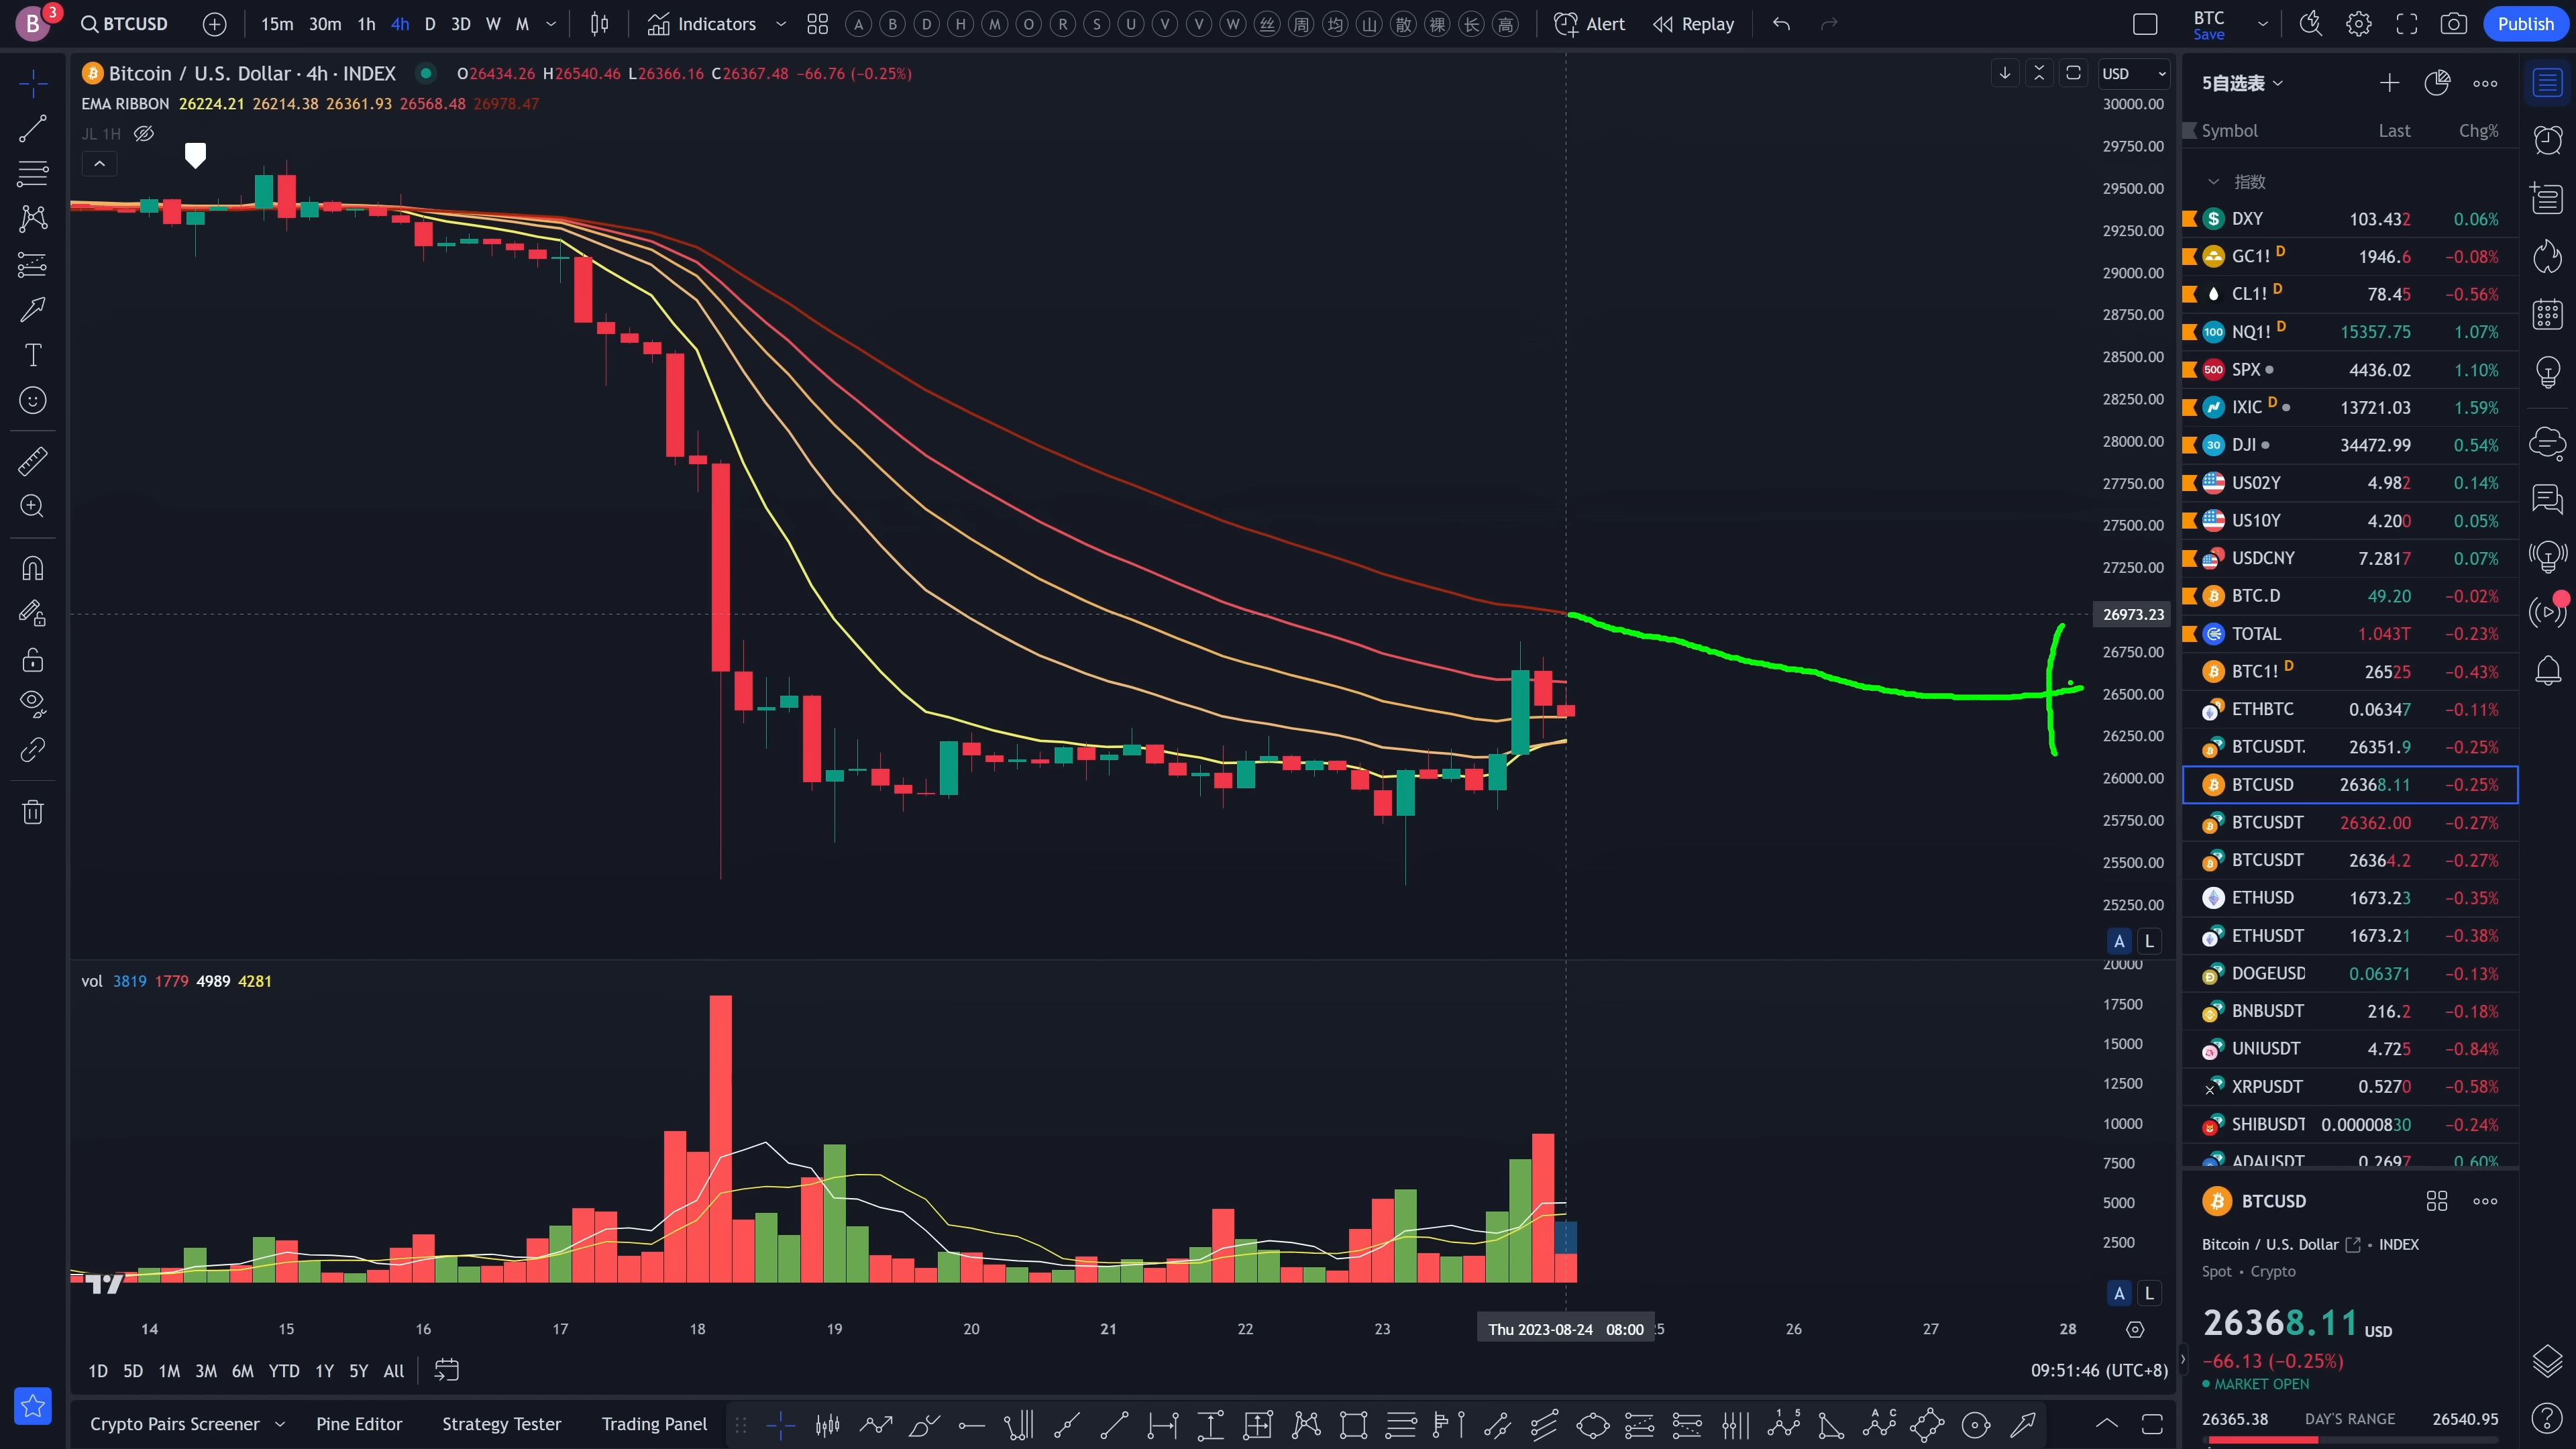 B 3 BTCUSD 15m 30m 1h 4h D 3D W M Indicators A B D H M O R S U V V W 丝 周 均 山 散 裸 长 高 Alert Replay BTC Save Publish
Bitcoin / U.S. Dollar · 4h · INDEX O26434.26 H26540.46 L26366.16 C26367.48 −66.76 (−0.25%) USD
EMA RIBBON 26224.21 26214.38 26361.93 26568.48 26978.47
JL 1H
30000.00
29750.00
29500.00
29250.00
29000.00
28750.00
28500.00
28250.00
28000.00
27750.00
27500.00
27250.00
26973.23
26750.00
26500.00
26250.00
26000.00
25750.00
25500.00
25250.00
A L
vol 3819 1779 4989 4281
20000
17500
15000
12500
10000
7500
5000
2500
A L
14 15 16 17 18 19 20 21 22 23 Thu 2023-08-24 08:00 26 27 28
1D 5D 1M 3M 6M YTD 1Y 5Y All 09:51:46 (UTC+8)
Crypto Pairs Screener Pine Editor Strategy Tester Trading Panel
5自选表
Symbol Last Chg%
指数
DXY 103.432 0.06%
GC1! D 1946.6 −0.08%
CL1! D 78.45 −0.56%
NQ1! D 15357.75 1.07%
SPX 4436.02 1.10%
IXIC D 13721.03 1.59%
DJI 34472.99 0.54%
US02Y 4.982 0.14%
US10Y 4.200 0.05%
USDCNY 7.2817 0.07%
BTC.D 49.20 −0.02%
TOTAL 1.043T −0.23%
BTC1! D 26525 −0.43%
ETHBTC 0.06347 −0.11%
BTCUSDT. 26351.9 −0.25%
BTCUSD 26368.11 −0.25%
BTCUSDT 26362.00 −0.27%
BTCUSDT 26364.2 −0.27%
ETHUSD 1673.23 −0.35%
ETHUSDT 1673.21 −0.38%
DOGEUSD 0.06371 −0.13%
BNBUSDT 216.2 −0.18%
UNIUSDT 4.725 −0.84%
XRPUSDT 0.5270 −0.58%
SHIBUSDT 0.00000830 −0.24%
ADAUSDT 0.2697 0.60%
BTCUSD
Bitcoin / U.S. Dollar • INDEX
Spot • Crypto
26368.11 USD
−66.13 (−0.25%)
MARKET OPEN
26365.38 DAY'S RANGE 26540.95